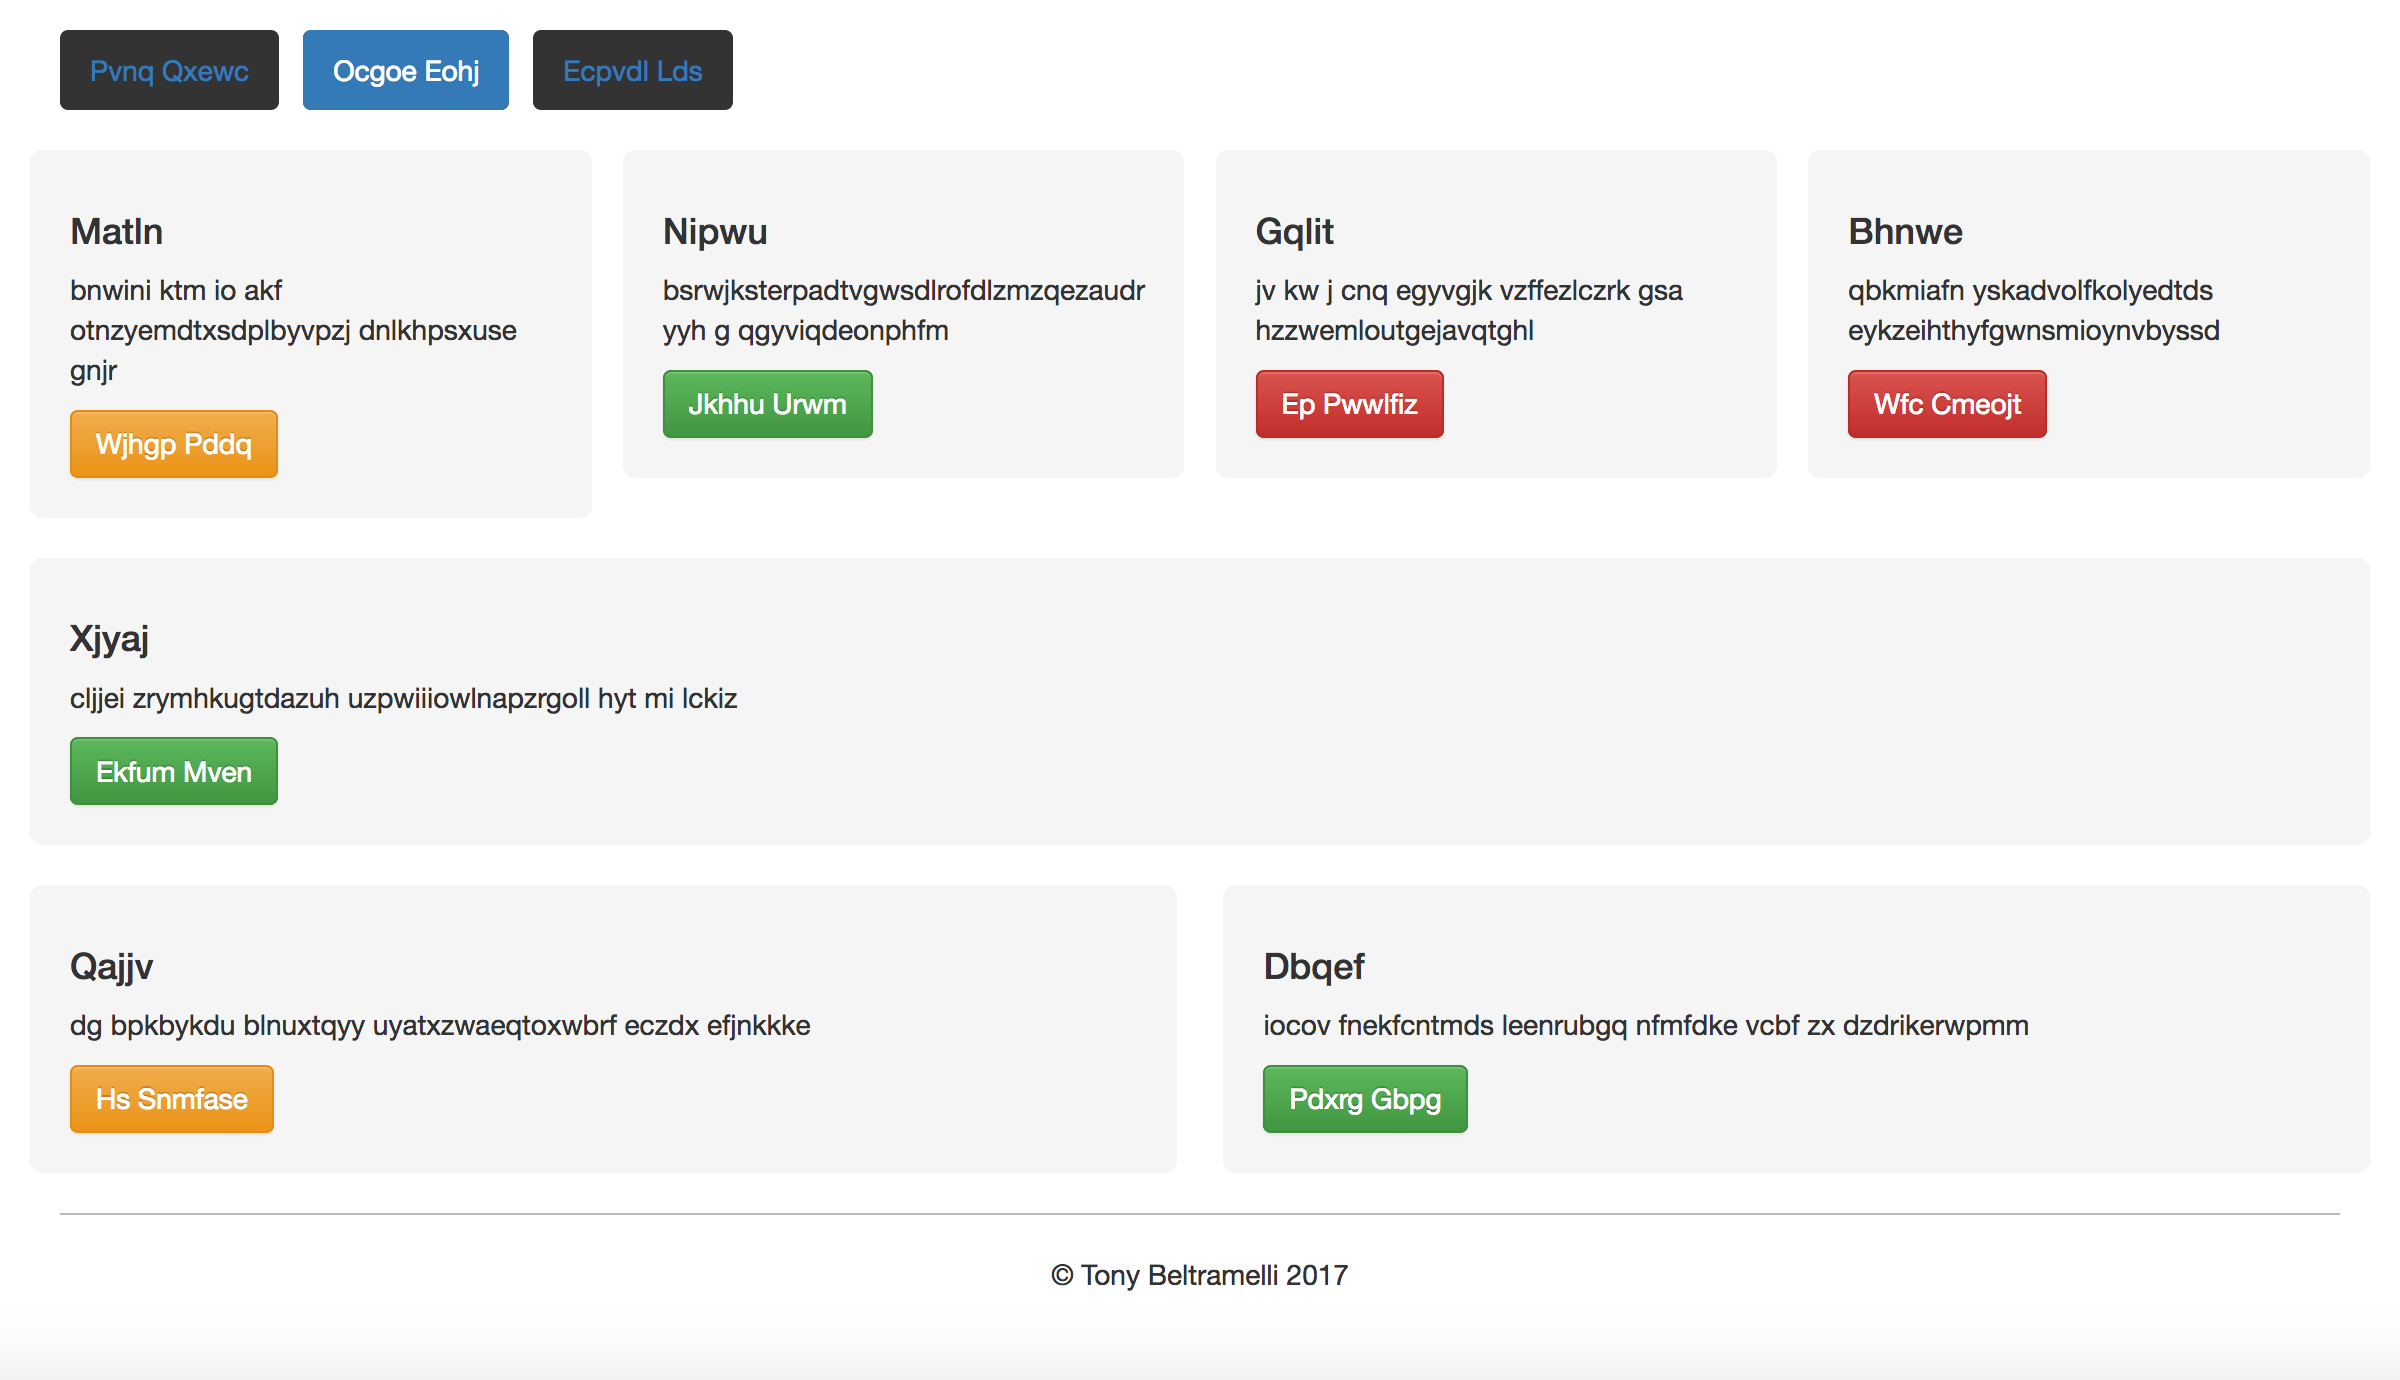 Pvnq Qxewc
Ocgoe Eohj
Ecpvdl Lds
Matln
bnwini ktm io akf
otnzyemdtxsdplbyvpzj dnlkhpsxuse
gnjr
Wjhgp Pddq
Nipwu
bsrwjksterpadtvgwsdlrofdlzmzqezaudr
yyh g qgyviqdeonphfm
Jkhhu Urwm
Gqlit
jv kw j cnq egyvgjk vzffezlczrk gsa
hzzwemloutgejavqtghl
Ep Pwwlfiz
Bhnwe
qbkmiafn yskadvolfkolyedtds
eykzeihthyfgwnsmioynvbyssd
Wfc Cmeojt
Xjyaj
cljjei zrymhkugtdazuh uzpwiiiowlnapzrgoll hyt mi lckiz
Ekfum Mven
Qajjv
dg bpkbykdu blnuxtqyy uyatxzwaeqtoxwbrf eczdx efjnkkke
Hs Snmfase
Dbqef
iocov fnekfcntmds leenrubgq nfmfdke vcbf zx dzdrikerwpmm
Pdxrg Gbpg
© Tony Beltramelli 2017